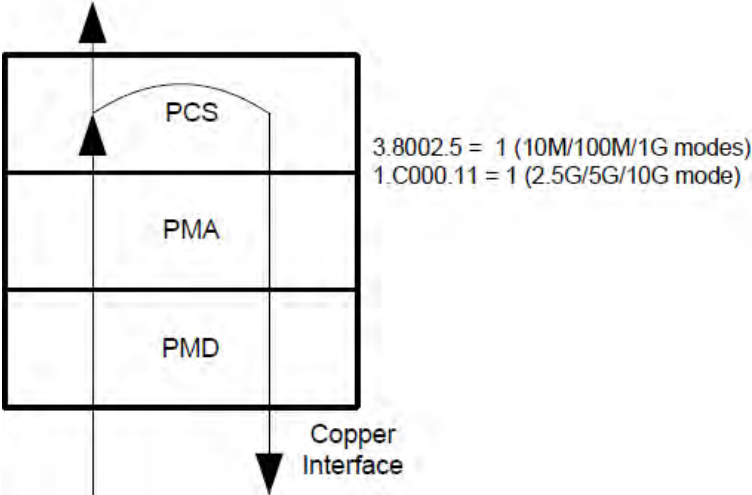 PCS
3.8002.5 = 1 (10M/100M/1G modes)
1.C000.11 = 1 (2.5G/5G/10G mode)
PMA
PMD
Copper
Interface